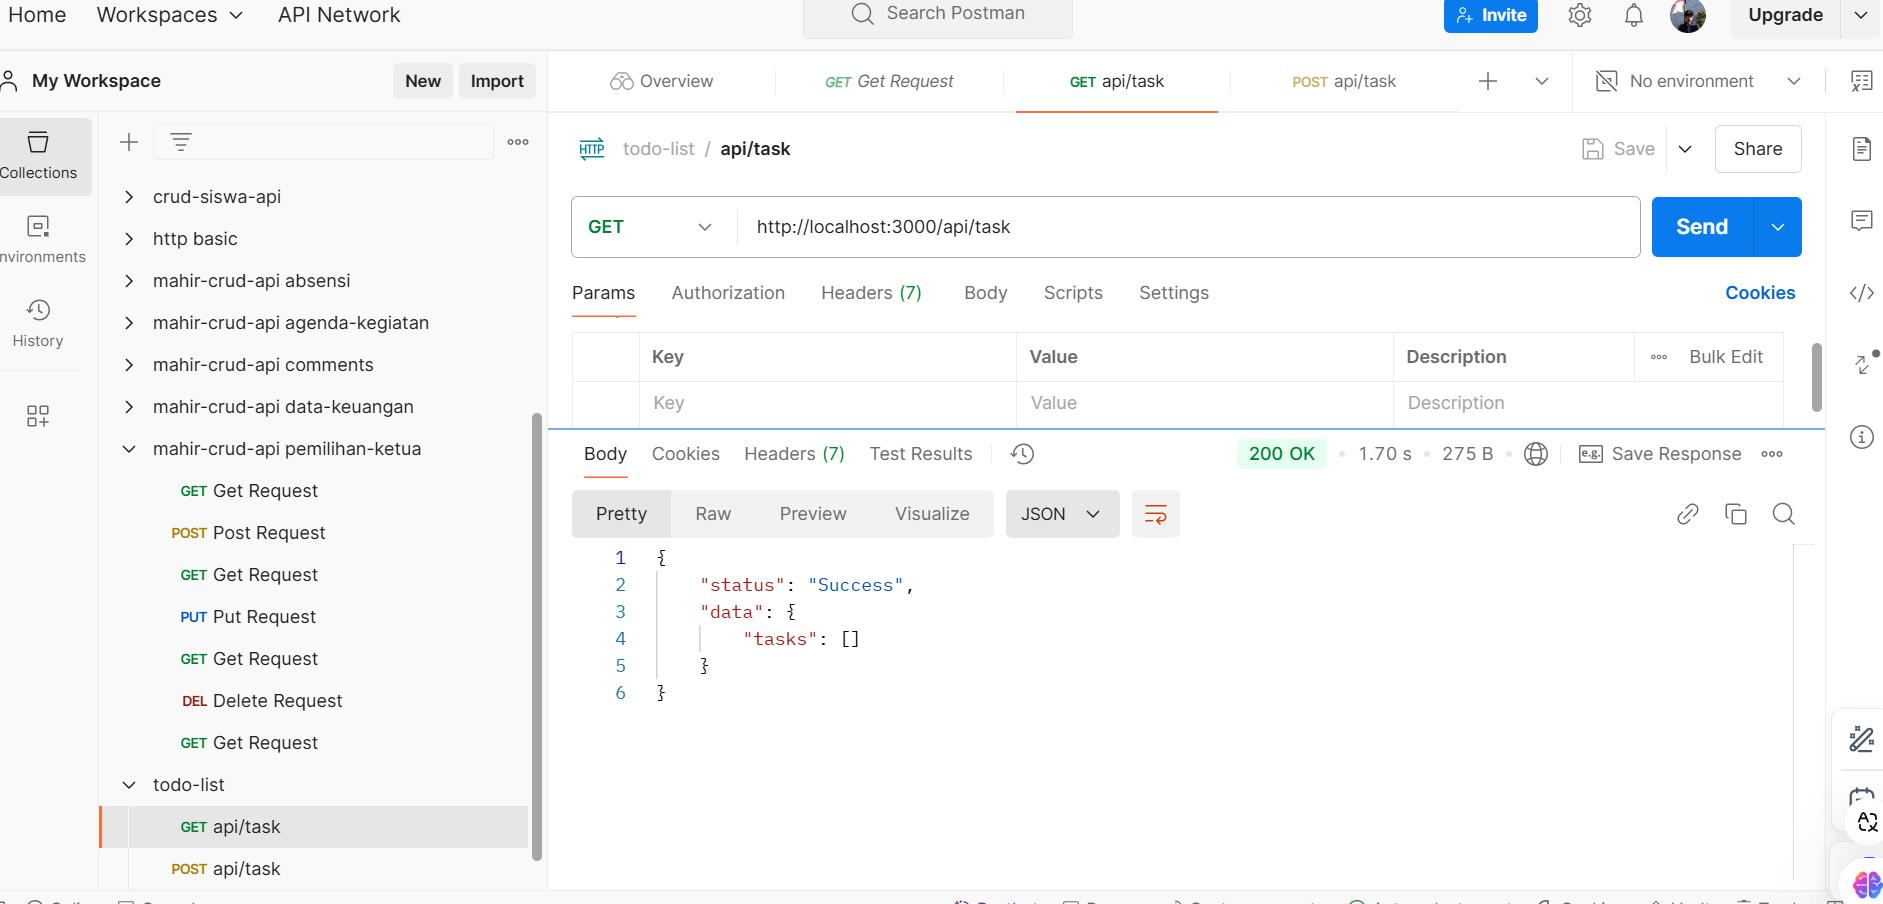 Home Workspaces API Network Search Postman Invite Upgrade
My Workspace New Import Overview GET Get Request GET api/task POST api/task No environment
Collections
nvironments
History
crud-siswa-api
http basic
mahir-crud-api absensi
mahir-crud-api agenda-kegiatan
mahir-crud-api comments
mahir-crud-api data-keuangan
mahir-crud-api pemilihan-ketua
GET Get Request
POST Post Request
GET Get Request
PUT Put Request
GET Get Request
DEL Delete Request
GET Get Request
todo-list
GET api/task
POST api/task
HTTP todo-list / api/task Save Share
GET http://localhost:3000/api/task Send
Params Authorization Headers (7) Body Scripts Settings Cookies
Key Value Description Bulk Edit
Key Value Description
Body Cookies Headers (7) Test Results 200 OK 1.70 s 275 B e.g. Save Response
Pretty Raw Preview Visualize JSON
1 {
2 "status": "Success",
3 "data": {
4 "tasks": []
5 }
6 }